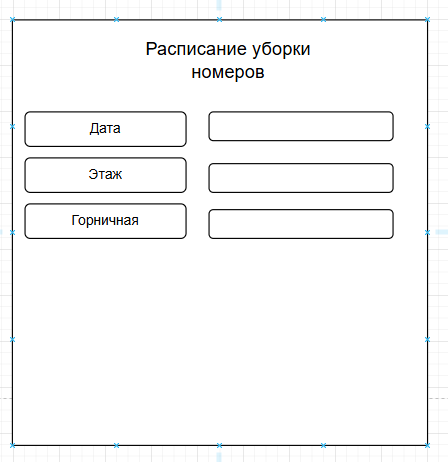 Расписание уборки
номеров
Дата
Этаж
Горничная